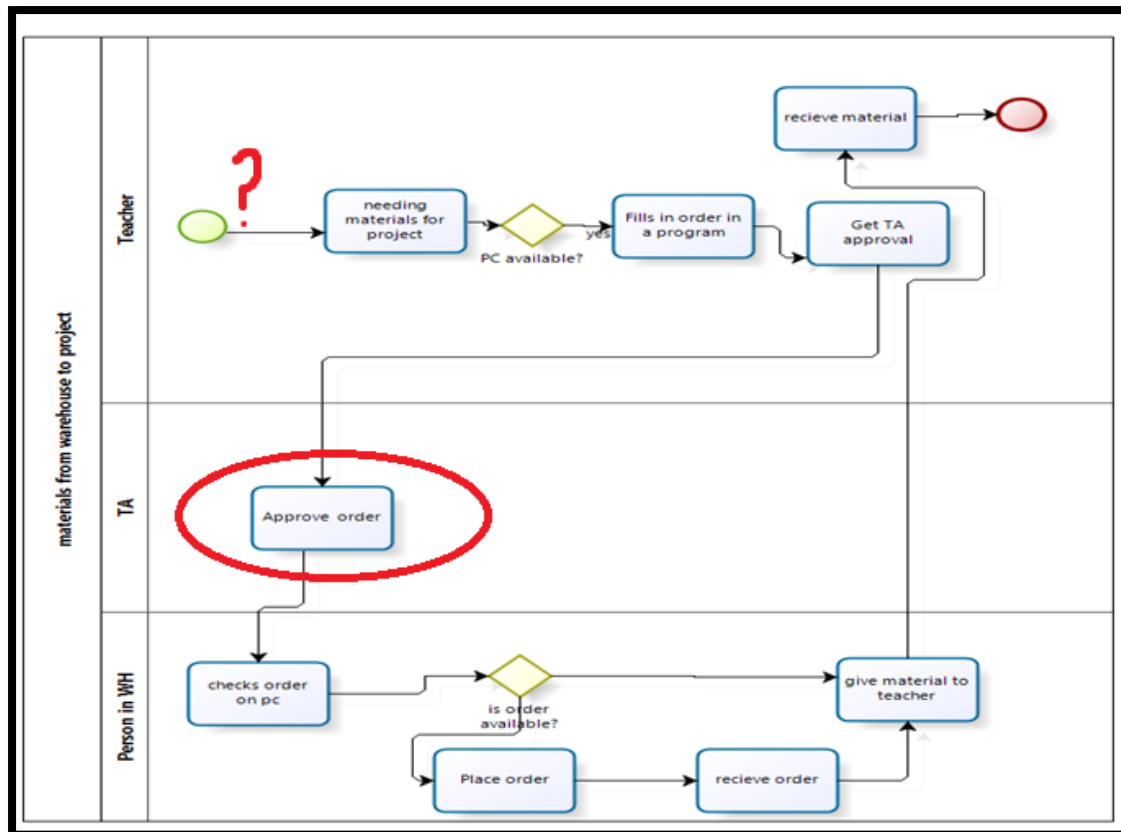 materials from warehouse to project
Teacher
?
needing
materials for
project
PC available?
yes
Fills in order in
a program
Get TA
approval
recieve material
TA
Approve order
Person in WH
checks order
on pc
is order
available?
give material to
teacher
Place order
recieve order